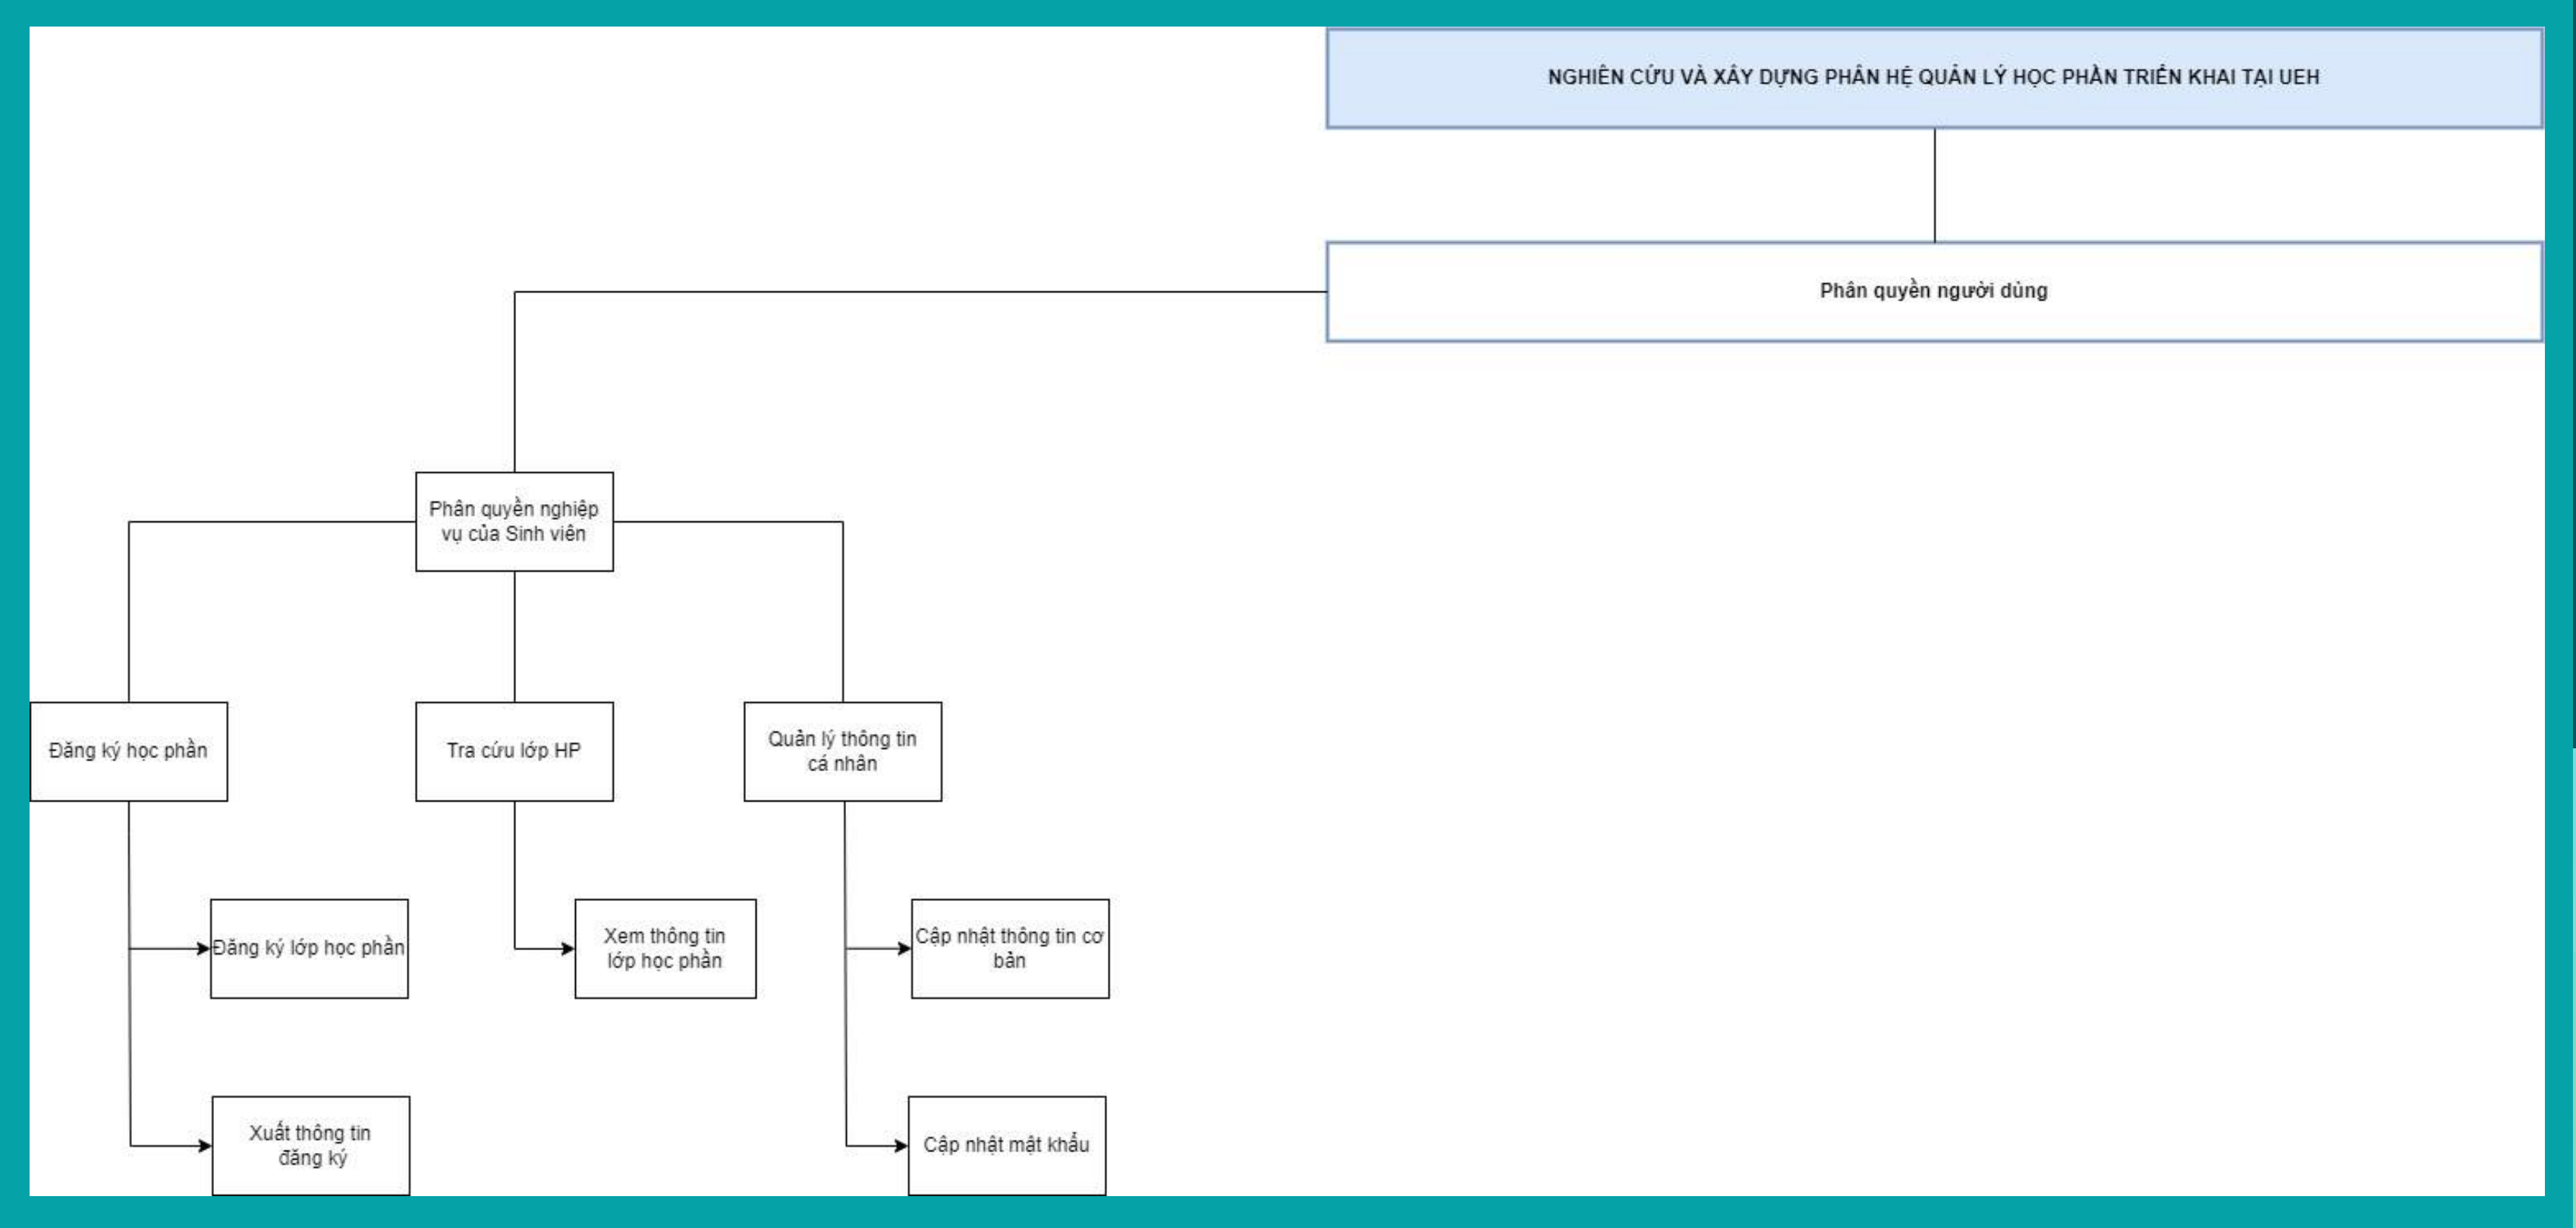 NGHIÊN CỨU VÀ XÂY DỰNG PHÂN HỆ QUẢN LÝ HỌC PHẦN TRIỂN KHAI TẠI UEH
Phân quyền người dùng
Phân quyền nghiệp
vụ của Sinh viên
Đăng ký học phần
Tra cứu lớp HP
Quản lý thông tin
cá nhân
Đăng ký lớp học phần
Xem thông tin
lớp học phần
Cập nhật thông tin cơ
bản
Xuất thông tin
đăng ký
Cập nhật mật khẩu